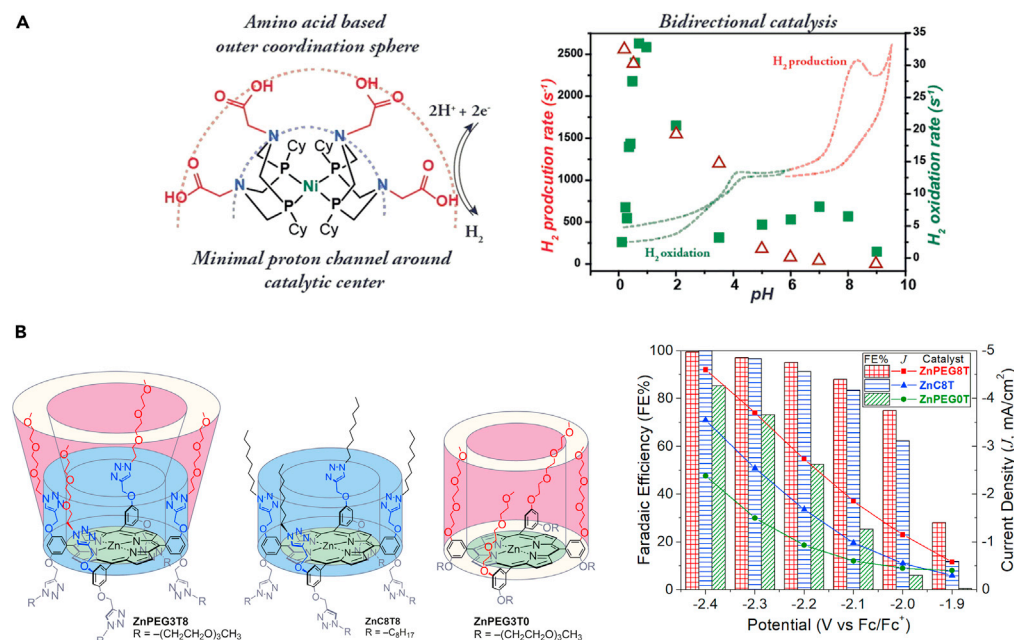 A
Amino acid based
outer coordination sphere
OH
O
OH
O
O
HO
O
OH
N
N
N
N
Cy
Cy
P
P
Ni
P
P
Cy
Cy
2H⁺ + 2e⁻
H₂
Minimal proton channel around
catalytic center
Bidirectional catalysis
H₂ prodcution rate (s⁻¹)
2500
2000
1500
1000
500
0
H₂ production
H₂ oxidation
35
30
25
20
15
10
5
0
H₂ oxidation rate (s⁻¹)
0
2
4
6
8
10
pH
B
ZnPEG3T8
R = –(CH₂CH₂O)₃CH₃
ZnC8T8
R = –C₈H₁₇
ZnPEG3T0
R = –(CH₂CH₂O)₃CH₃
Faradaic Efficiency (FE%)
100
80
60
40
20
0
FE% J Catalyst
ZnPEG8T
ZnC8T
ZnPEG0T
-5
-4
-3
-2
-1
0
Current Density (J, mA/cm²)
-2.4
-2.3
-2.2
-2.1
-2.0
-1.9
Potential (V vs Fc/Fc⁺)